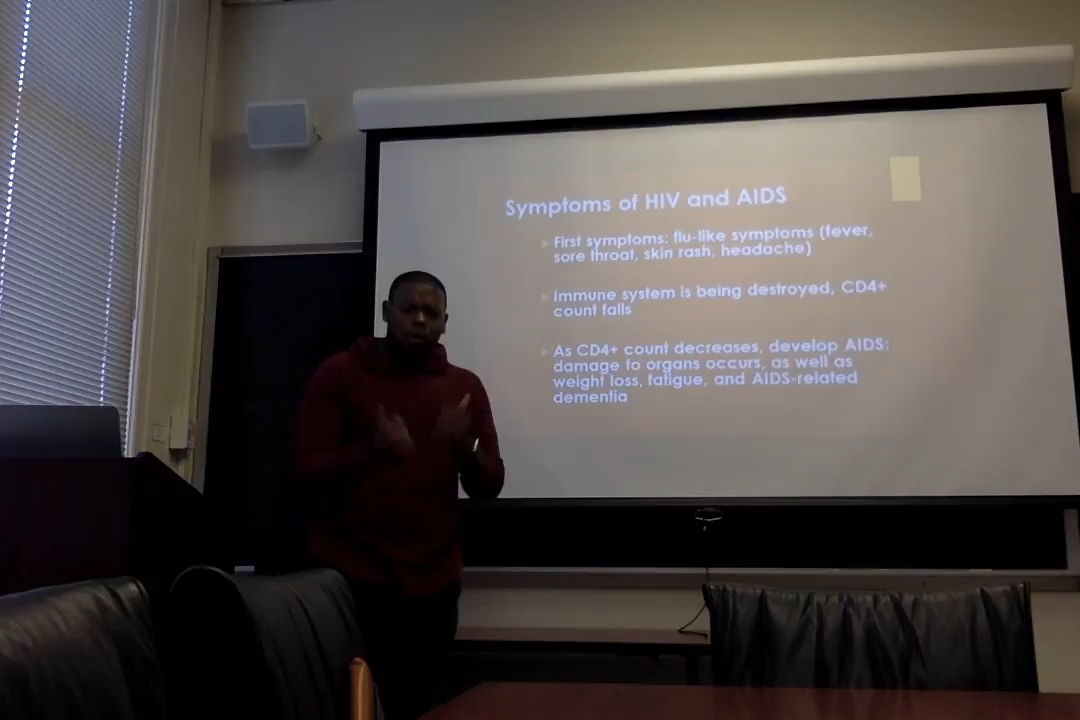 Symptoms of HIV and AIDS
First symptoms: flu-like symptoms (fever,
sore throat, skin rash, headache)
Immune system is being destroyed, CD4+
count falls
As CD4+ count decreases, develop AIDS:
damage to organs occurs, as well as
weight loss, fatigue, and AIDS-related
dementia